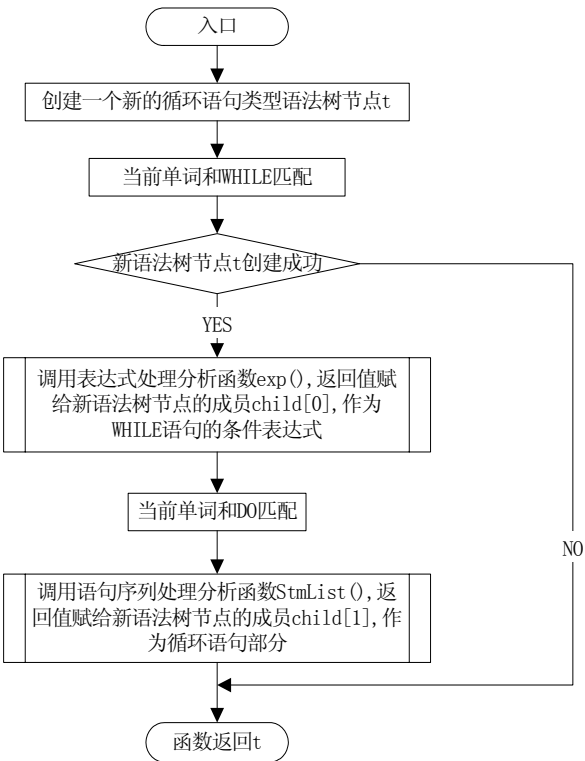 入口
创建一个新的循环语句类型语法树节点t
当前单词和WHILE匹配
新语法树节点t创建成功
YES
调用表达式处理分析函数exp(),返回值赋
给新语法树节点的成员child[0],作为
WHILE语句的条件表达式
当前单词和DO匹配
NO
调用语句序列处理分析函数StmList(),返
回值赋给新语法树节点的成员child[1],作
为循环语句部分
函数返回t